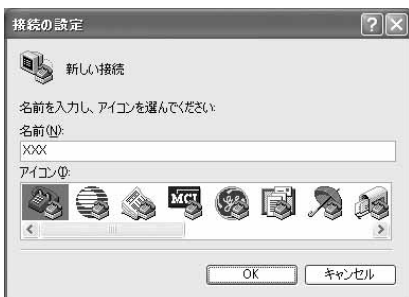 接続の設定
新しい接続
名前を入力し、アイコンを選んでください:
名前(N):
XXX
アイコン(I):
MCI
OK キャンセル